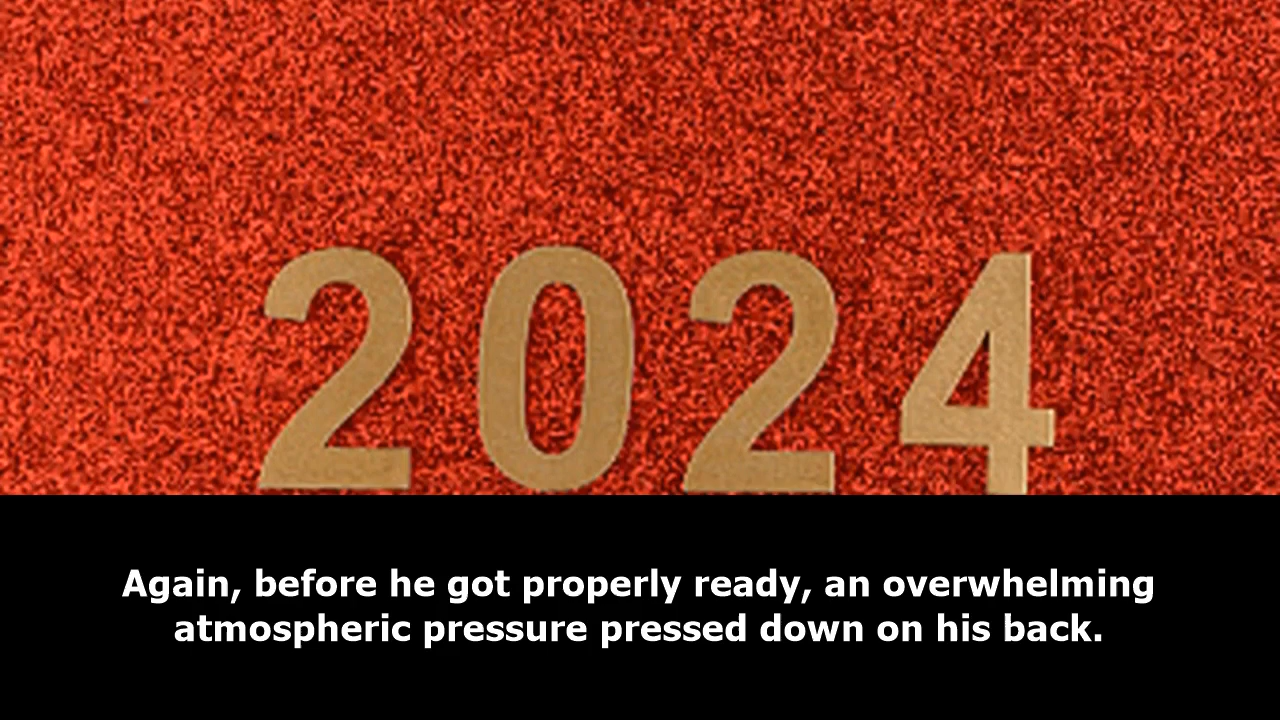 2024
Again, before he got properly ready, an overwhelming
atmospheric pressure pressed down on his back.